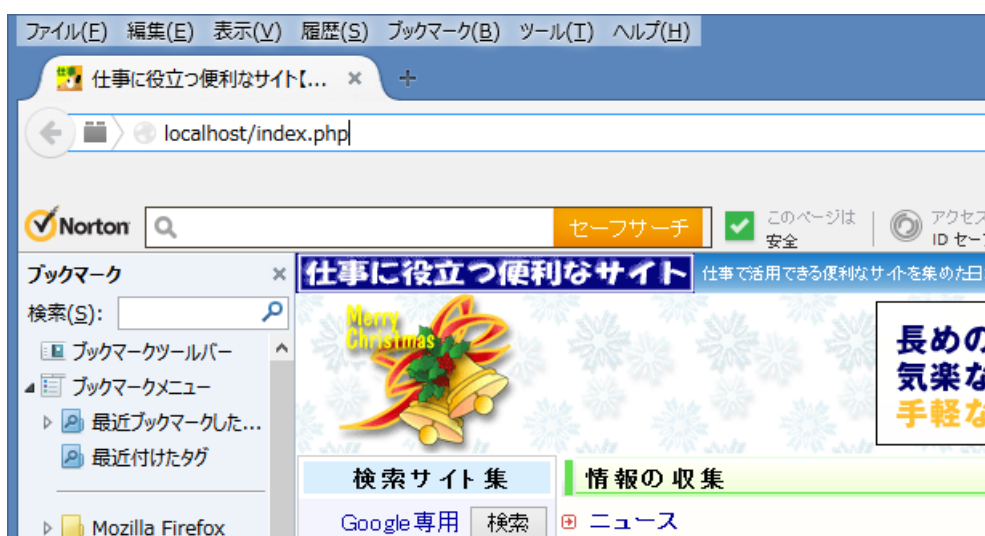 ファイル(F) 編集(E) 表示(V) 履歴(S) ブックマーク(B) ツール(T) ヘルプ(H)
仕事に役立つ便利なサイト【... × +
localhost/index.php
Norton セーフサーチ このページは 安全 アクセス ID セー
ブックマーク ×
検索(S):
ブックマークツールバー
ブックマークメニュー
最近ブックマークした...
最近付けたタグ
Mozilla Firefox
仕事に役立つ便利なサイト 仕事で活用できる便利なサイトを集めた日
Merry
Christmas
長めの
気楽な
手軽な
検索サイト集
情報の収集
Google専用 検索
ニュース